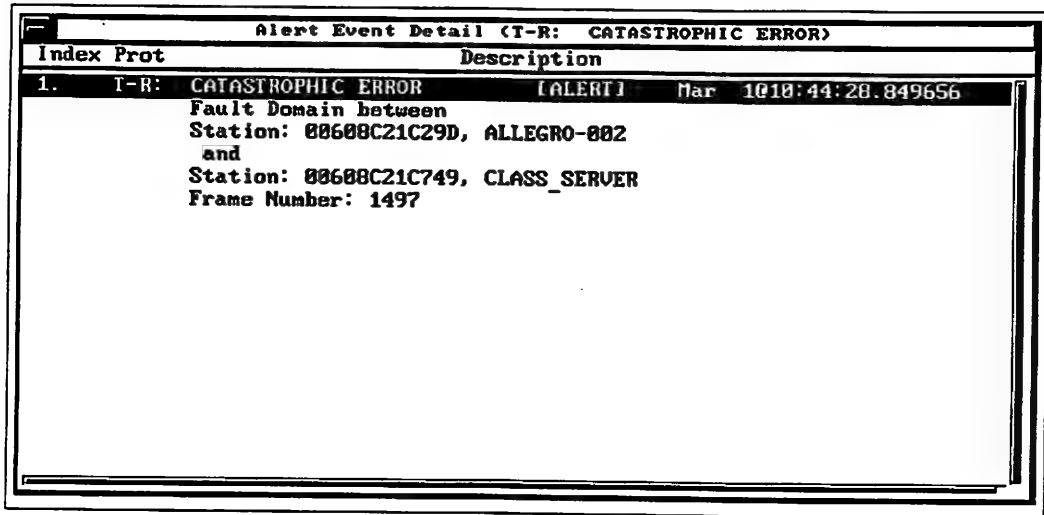 Alert Event Detail (T-R:  CATASTROPHIC ERROR)
Index Prot Description
1. T-R: CATASTROPHIC ERROR [ALERT] Mar 1@10:44:28.849656
Fault Domain between
Station: 00608C21C29D, ALLEGRO-002
and
Station: 00608C21C749, CLASS_SERVER
Frame Number: 1497